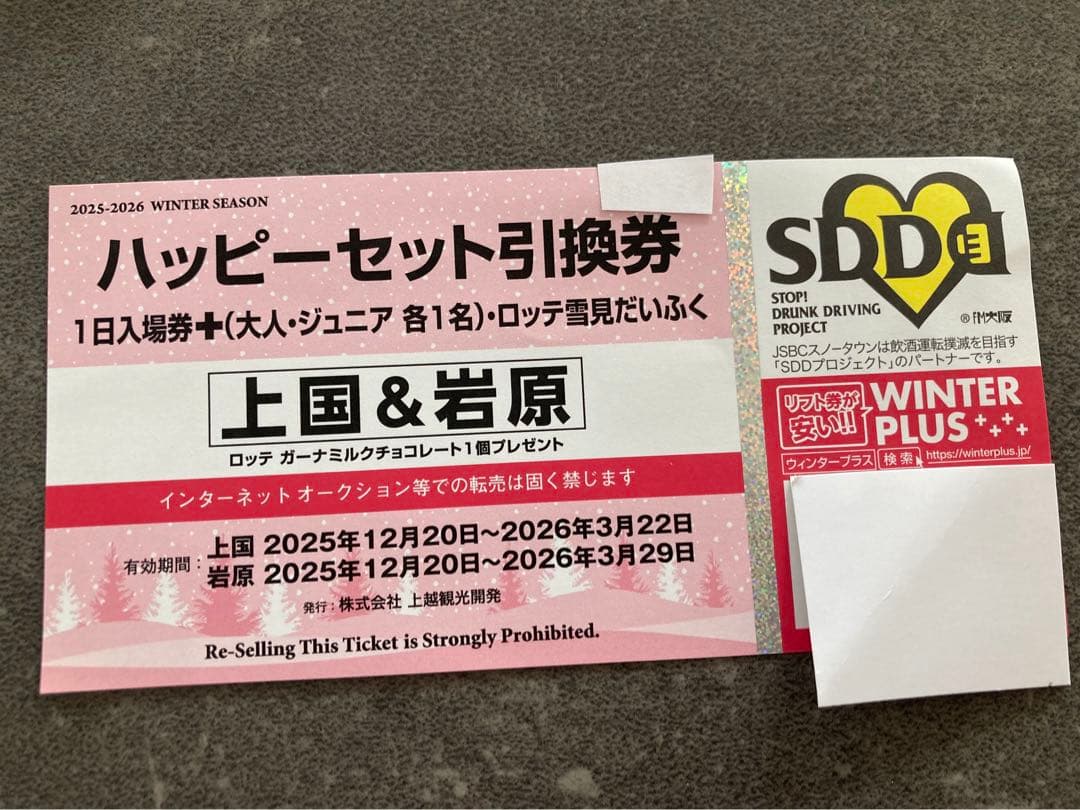 2025-2026 WINTER SEASON
ハッピーセット引換券
1日入場券+(大人・ジュニア 各1名)・ロッテ雪見だいふく
上国&岩原
ロッテ ガーナミルクチョコレート1個プレゼント
インターネットオークション等での転売は固く禁じます
有効期間:
上国 2025年12月20日〜2026年3月22日
岩原 2025年12月20日〜2026年3月29日
発行:株式会社 上越観光開発
Re-Selling This Ticket is Strongly Prohibited.
SDD
STOP!
DRUNK DRIVING
PROJECT
JSBCスノータウンは飲酒運転撲滅を目指す
「SDDプロジェクト」のパートナーです。
リフト券が
安い!!
WINTER
PLUS++++
ウィンタープラス 検索 https://winterplus.jp/